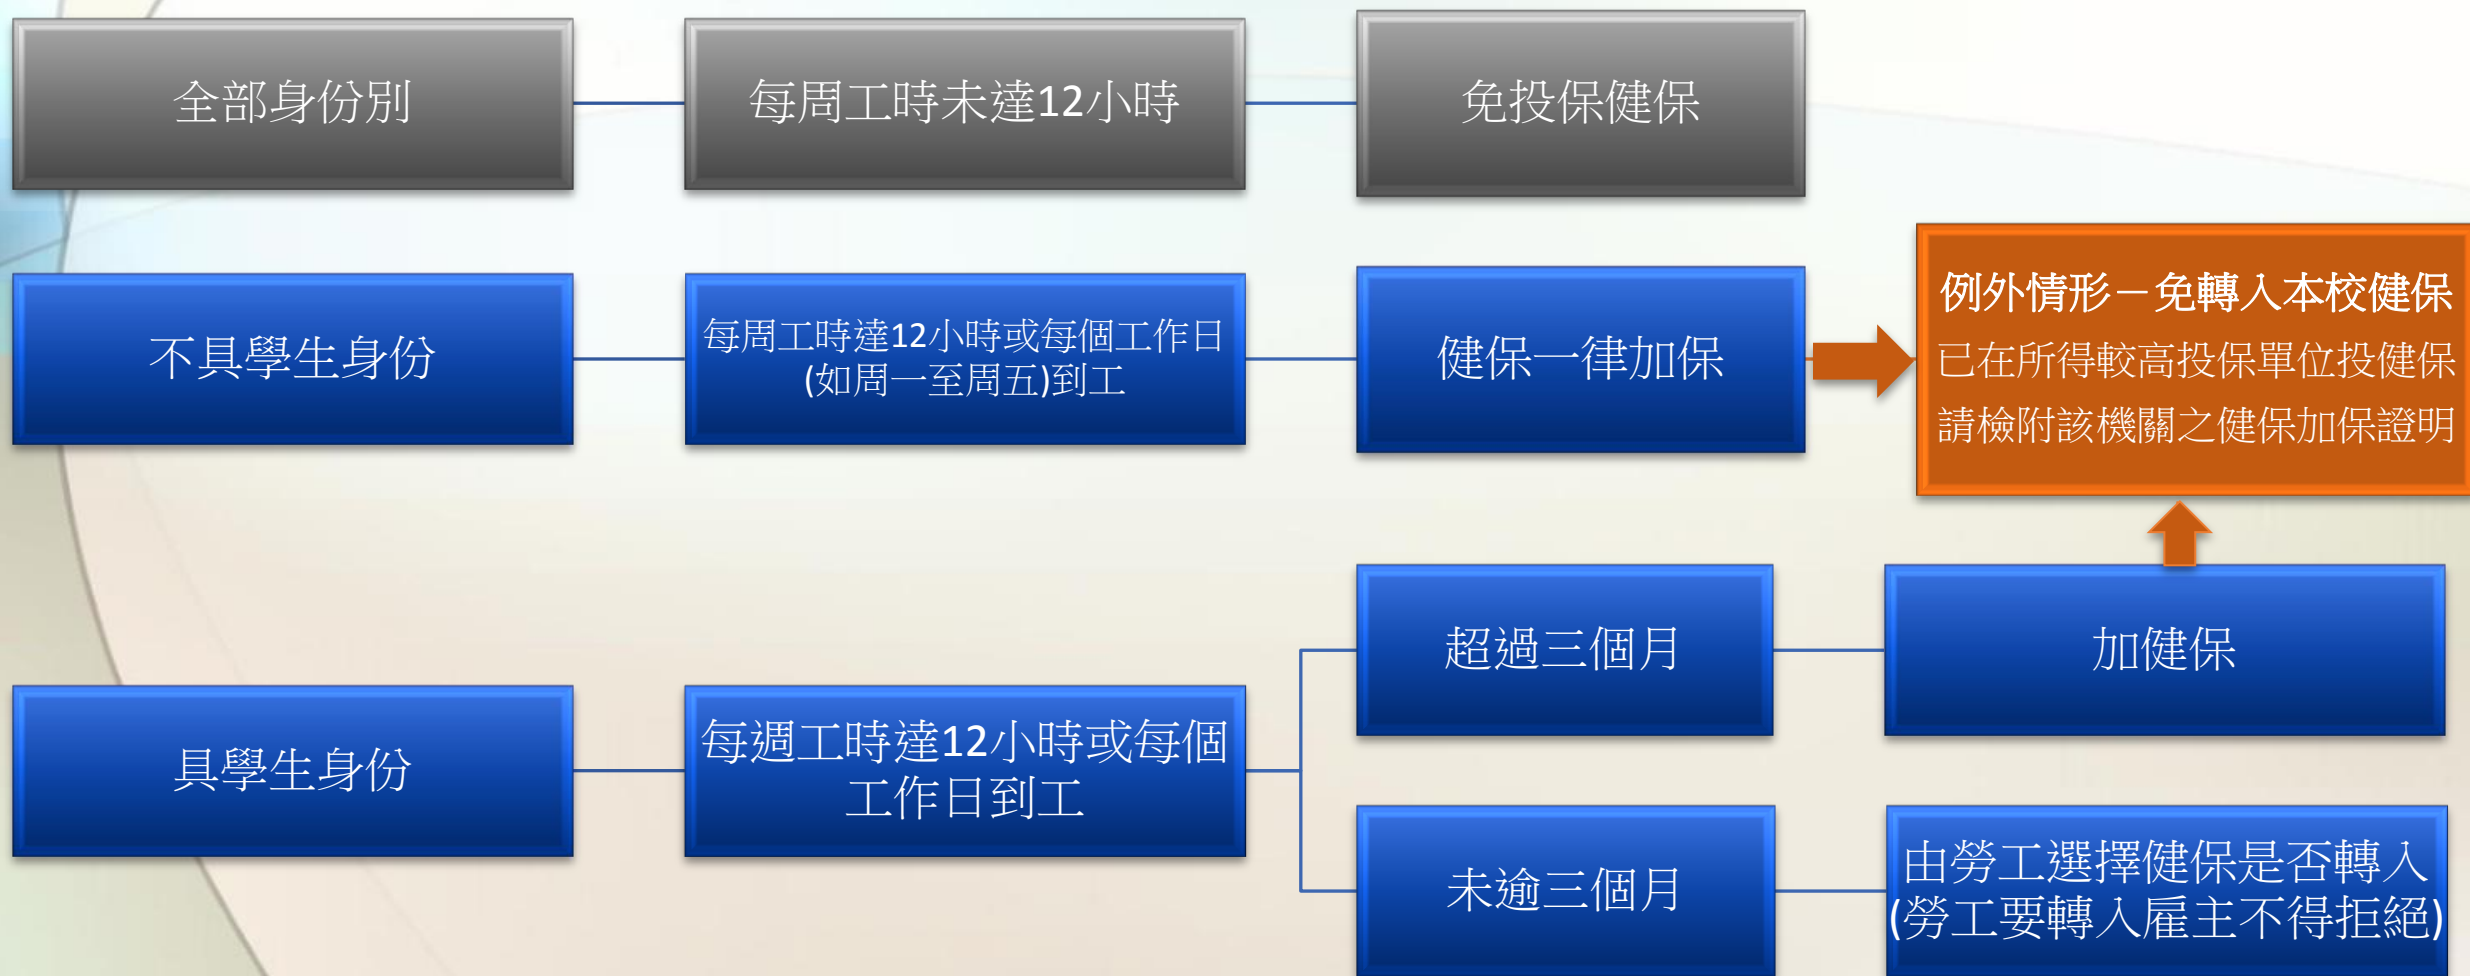 全部身份別
每周工時未達12小時
免投保健保
不具學生身份
每周工時達12小時或每個工作日
(如周一至周五)到工
健保一律加保
例外情形－免轉入本校健保
已在所得較高投保單位投健保
請檢附該機關之健保加保證明
具學生身份
每週工時達12小時或每個
工作日到工
超過三個月
加健保
未逾三個月
由勞工選擇健保是否轉入
(勞工要轉入雇主不得拒絕)